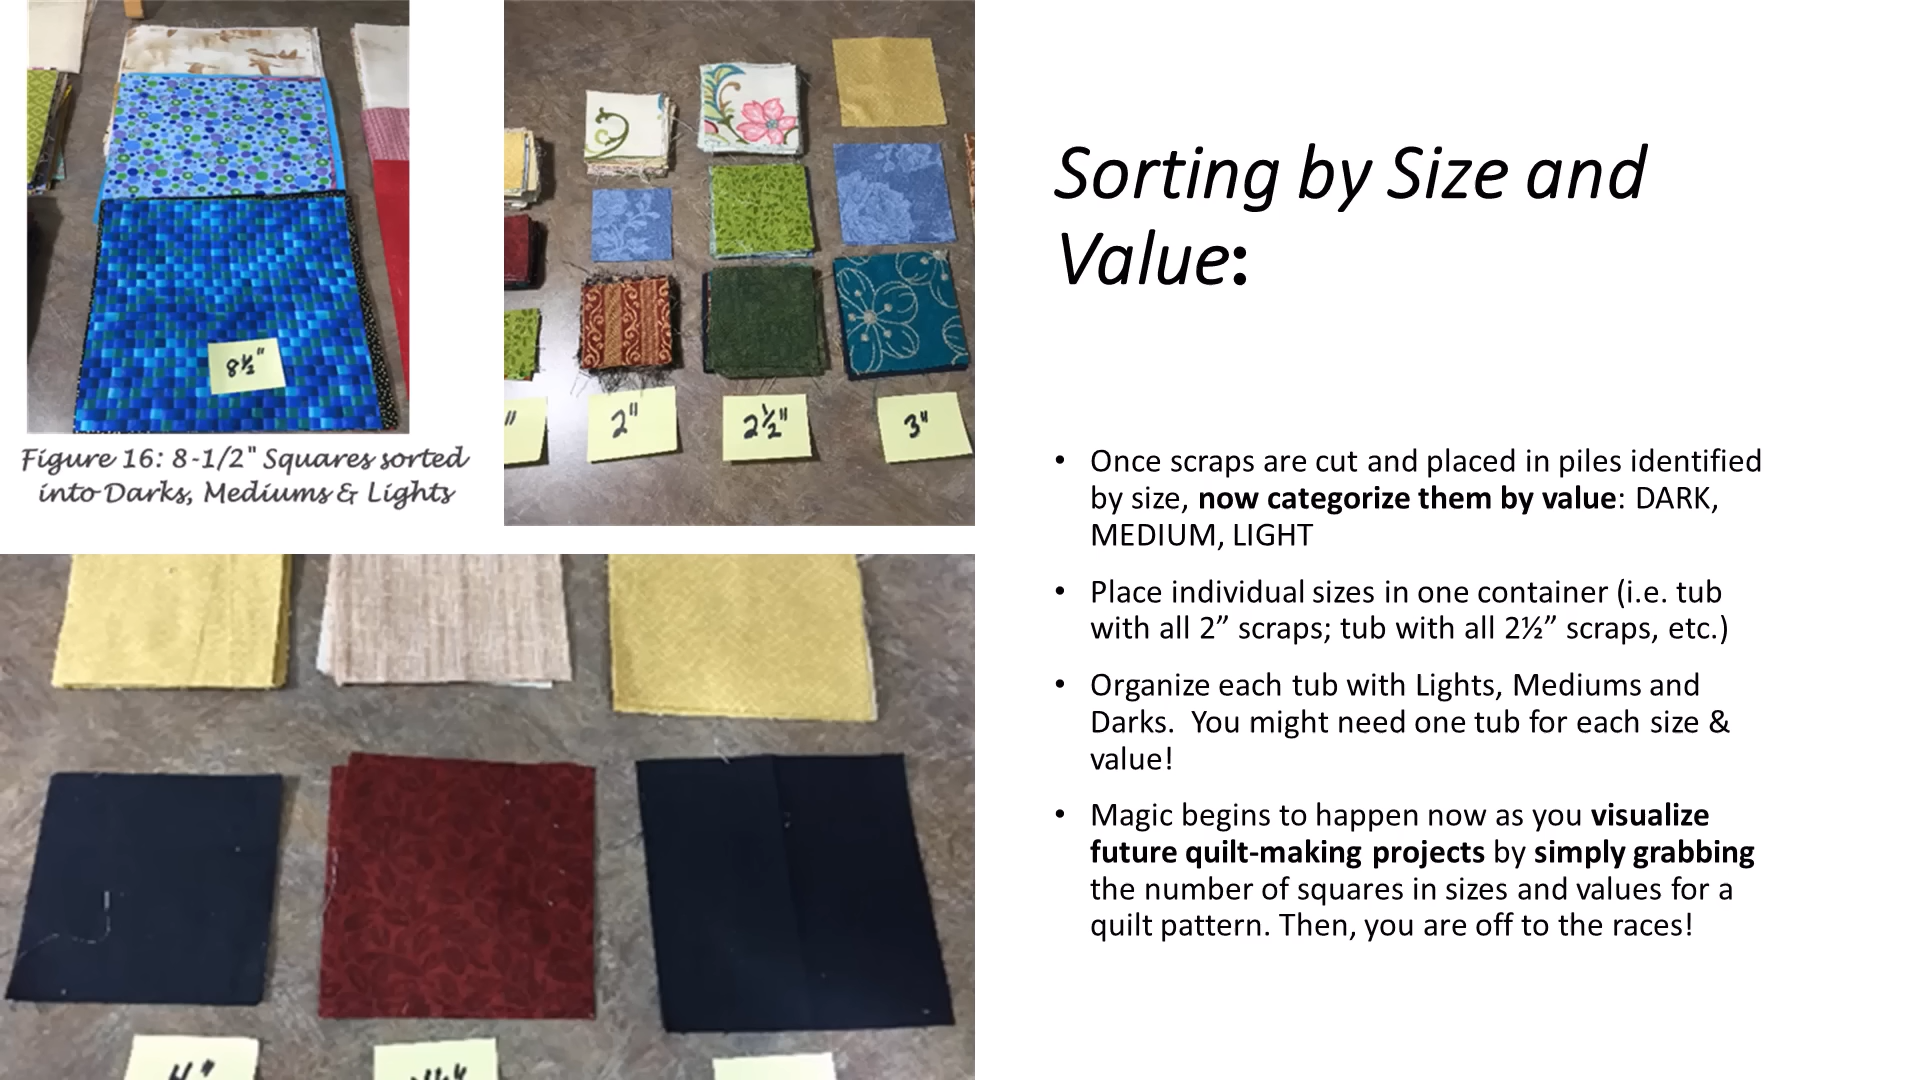 8½"
Figure 16: 8-1/2" Squares sorted
into Darks, Mediums & Lights
"
2"
2½"
3"
4"
Sorting by Size and
Value:
• Once scraps are cut and placed in piles identified
by size, now categorize them by value: DARK,
MEDIUM, LIGHT
• Place individual sizes in one container (i.e. tub
with all 2” scraps; tub with all 2½” scraps, etc.)
• Organize each tub with Lights, Mediums and
Darks.  You might need one tub for each size &
value!
• Magic begins to happen now as you visualize
future quilt-making projects by simply grabbing
the number of squares in sizes and values for a
quilt pattern. Then, you are off to the races!